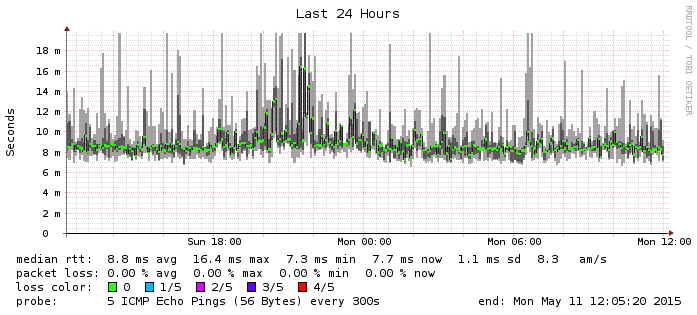 Last 24 Hours
RRDTOOL / TOBI OETIKER
Seconds
18 m
16 m
14 m
12 m
10 m
8 m
6 m
4 m
2 m
0
Sun 18:00 Mon 00:00 Mon 06:00 Mon 12:00
median rtt: 8.8 ms avg 16.4 ms max 7.3 ms min 7.7 ms now 1.1 ms sd 8.3 am/s
packet loss: 0.00 % avg 0.00 % max 0.00 % min 0.00 % now
loss color: 0 1/5 2/5 3/5 4/5
probe: 5 ICMP Echo Pings (56 Bytes) every 300s end: Mon May 11 12:05:20 2015